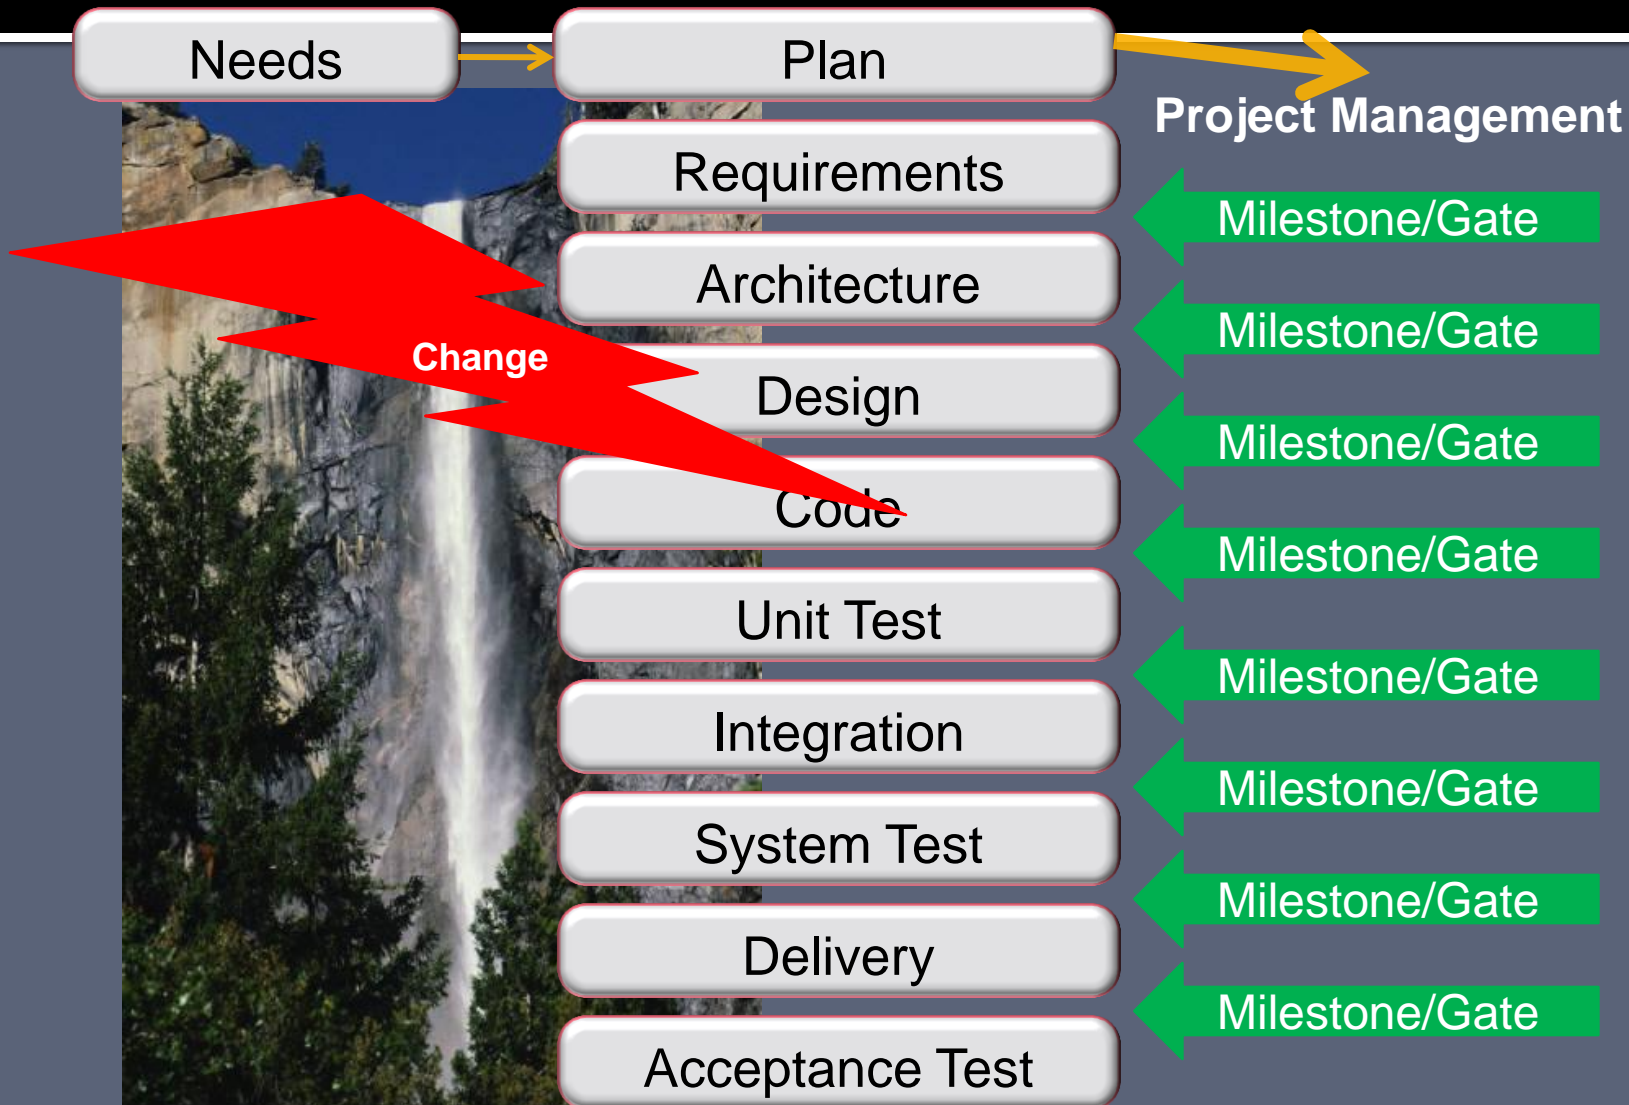 Needs
Plan
Project Management
Requirements
Milestone/Gate
Architecture
Milestone/Gate
Change
Design
Milestone/Gate
Code
Milestone/Gate
Unit Test
Milestone/Gate
Integration
Milestone/Gate
System Test
Milestone/Gate
Delivery
Milestone/Gate
Acceptance Test